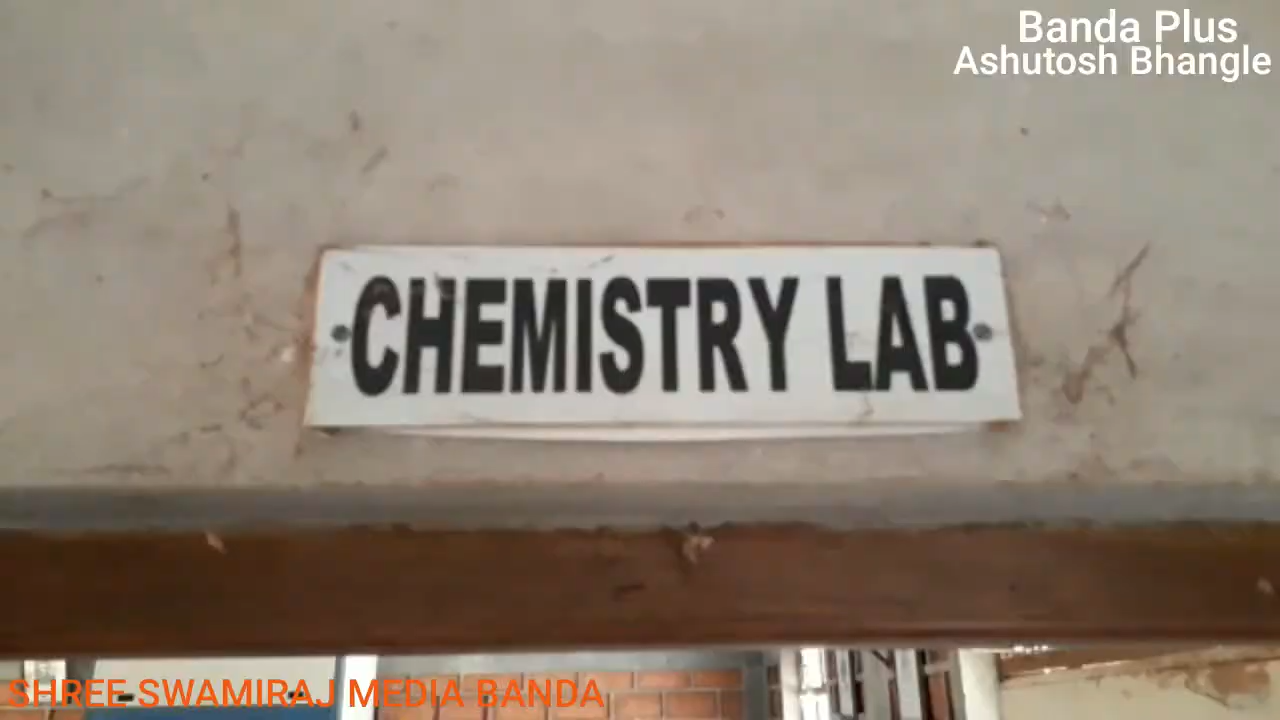 Banda Plus
Ashutosh Bhangle
CHEMISTRY LAB
SHREE SWAMIRAJ MEDIA BANDA